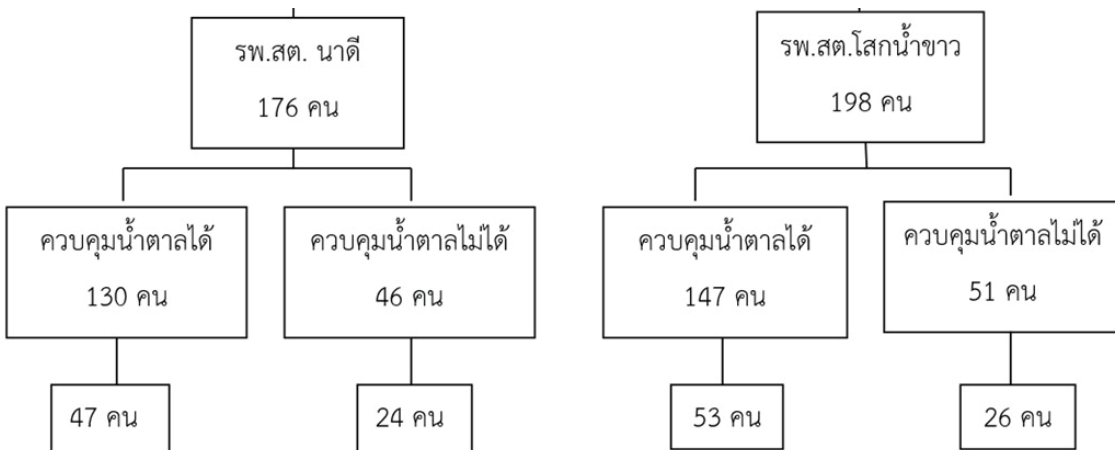 รพ.สต. นาดี
176 คน
รพ.สต.โสกน้ำขาว
198 คน
ควบคุมน้ำตาลได้
130 คน
ควบคุมน้ำตาลไม่ได้
46 คน
ควบคุมน้ำตาลได้
147 คน
ควบคุมน้ำตาลไม่ได้
51 คน
47 คน
24 คน
53 คน
26 คน